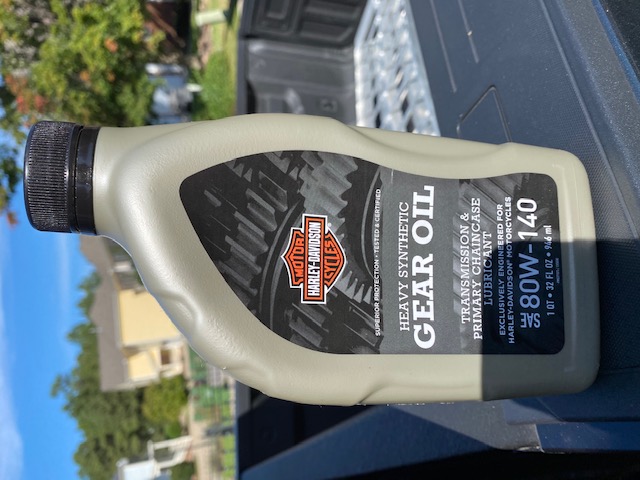 MOTOR
HARLEY-DAVIDSON
CYCLES
SUPERIOR PROTECTION • TESTED & CERTIFIED
HEAVY SYNTHETIC
GEAR OIL
TRANSMISSION &
PRIMARY CHAINCASE
LUBRICANT
EXCLUSIVELY ENGINEERED FOR
HARLEY-DAVIDSON® MOTORCYCLES
SAE 80W-140
1 QT • 32 FL OZ • 946 ml